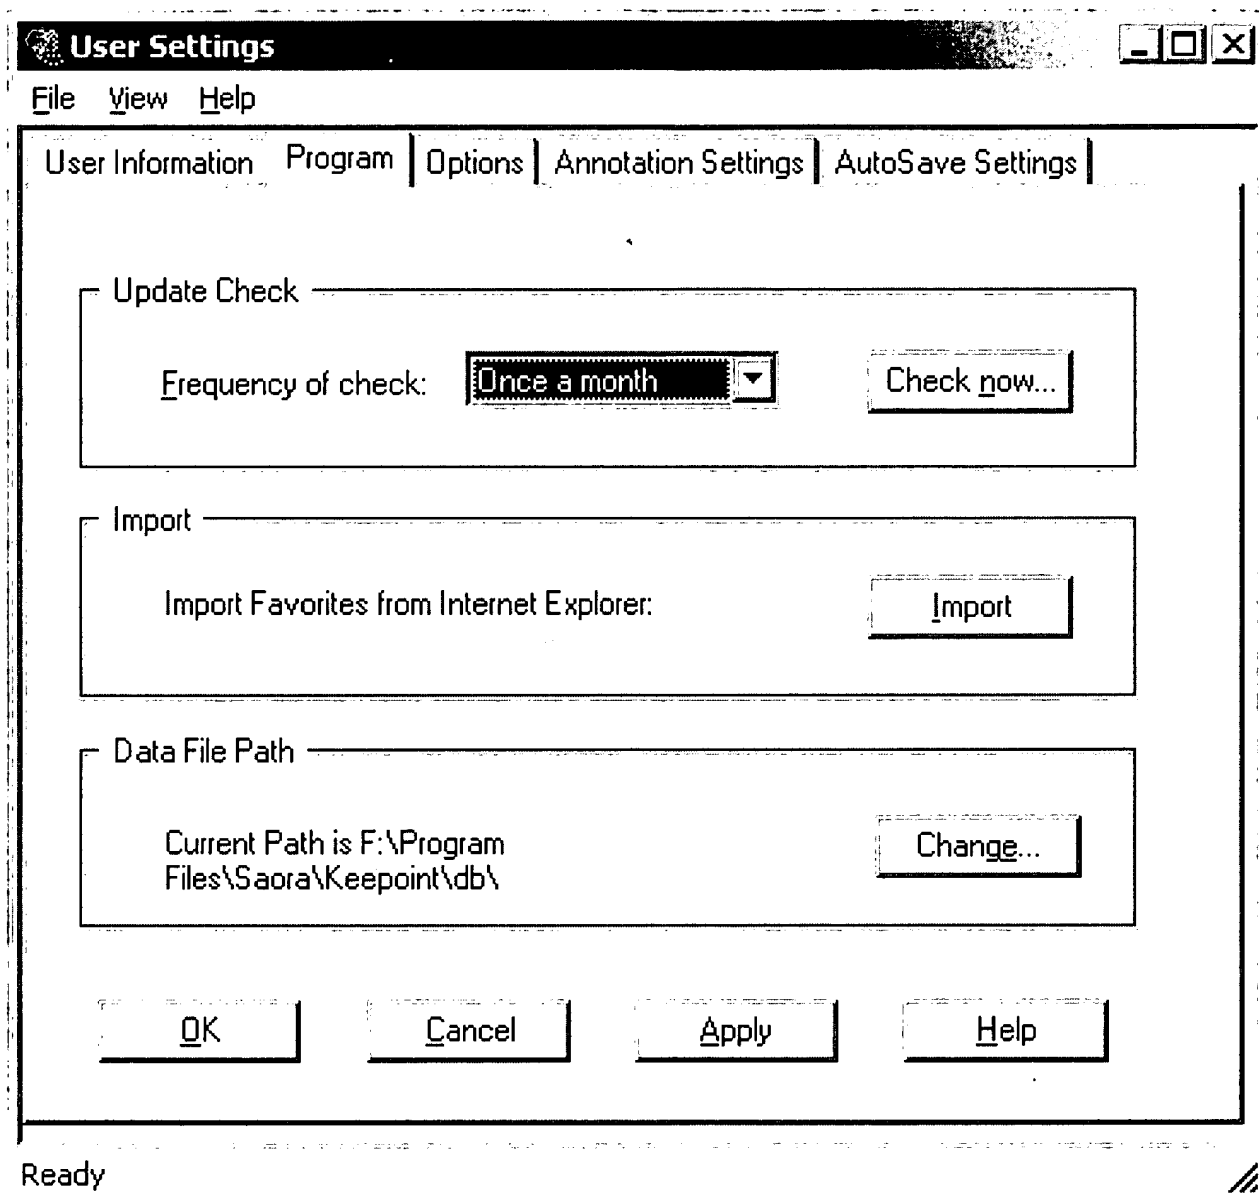 User Settings
File View Help
User Information Program Options Annotation Settings AutoSave Settings
Update Check
Frequency of check: Once a month Check now...
Import
Import Favorites from Internet Explorer: Import
Data File Path
Current Path is F:\Program
Files\Saora\Keepoint\db\
Change...
OK Cancel Apply Help
Ready